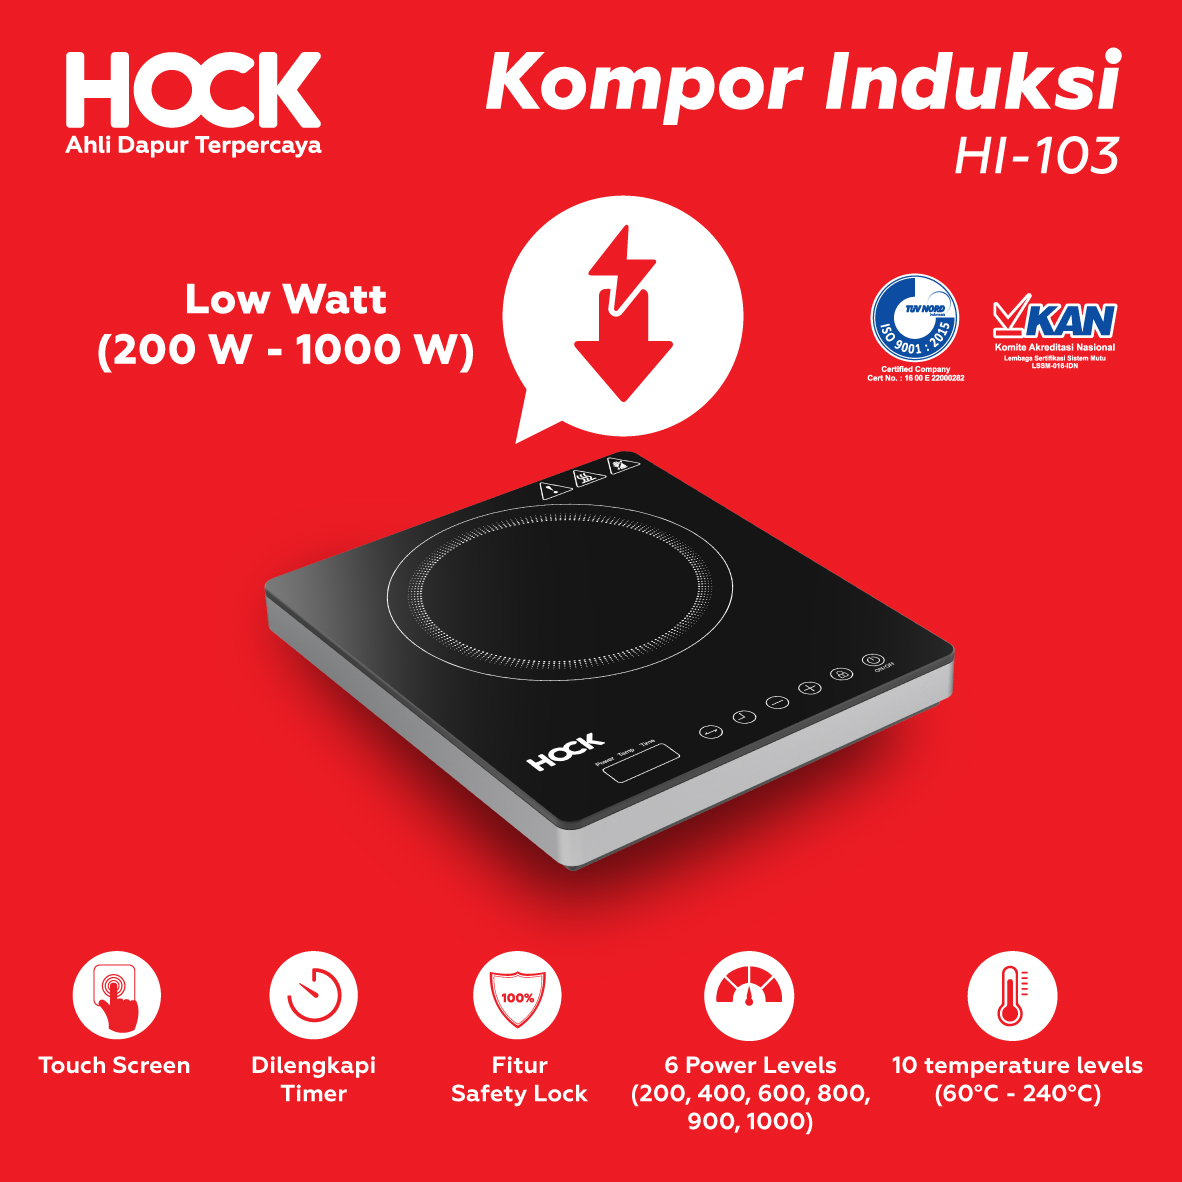 HOCK
Ahli Dapur Terpercaya
Kompor Induksi
HI-103
Low Watt
(200 W - 1000 W)
TUV NORD
Indonesia
ISO 9001 : 2015
Certified Company
Cert No. : 16 00 E 22000282
KAN
Komite Akreditasi Nasional
Lembaga Sertifikasi Sistem Mutu
LSSM-016-IDN
ON/OFF
HOCK
Power Temp Time
100%
Touch Screen
Dilengkapi
Timer
Fitur
Safety Lock
6 Power Levels
(200, 400, 600, 800,
900, 1000)
10 temperature levels
(60°C - 240°C)